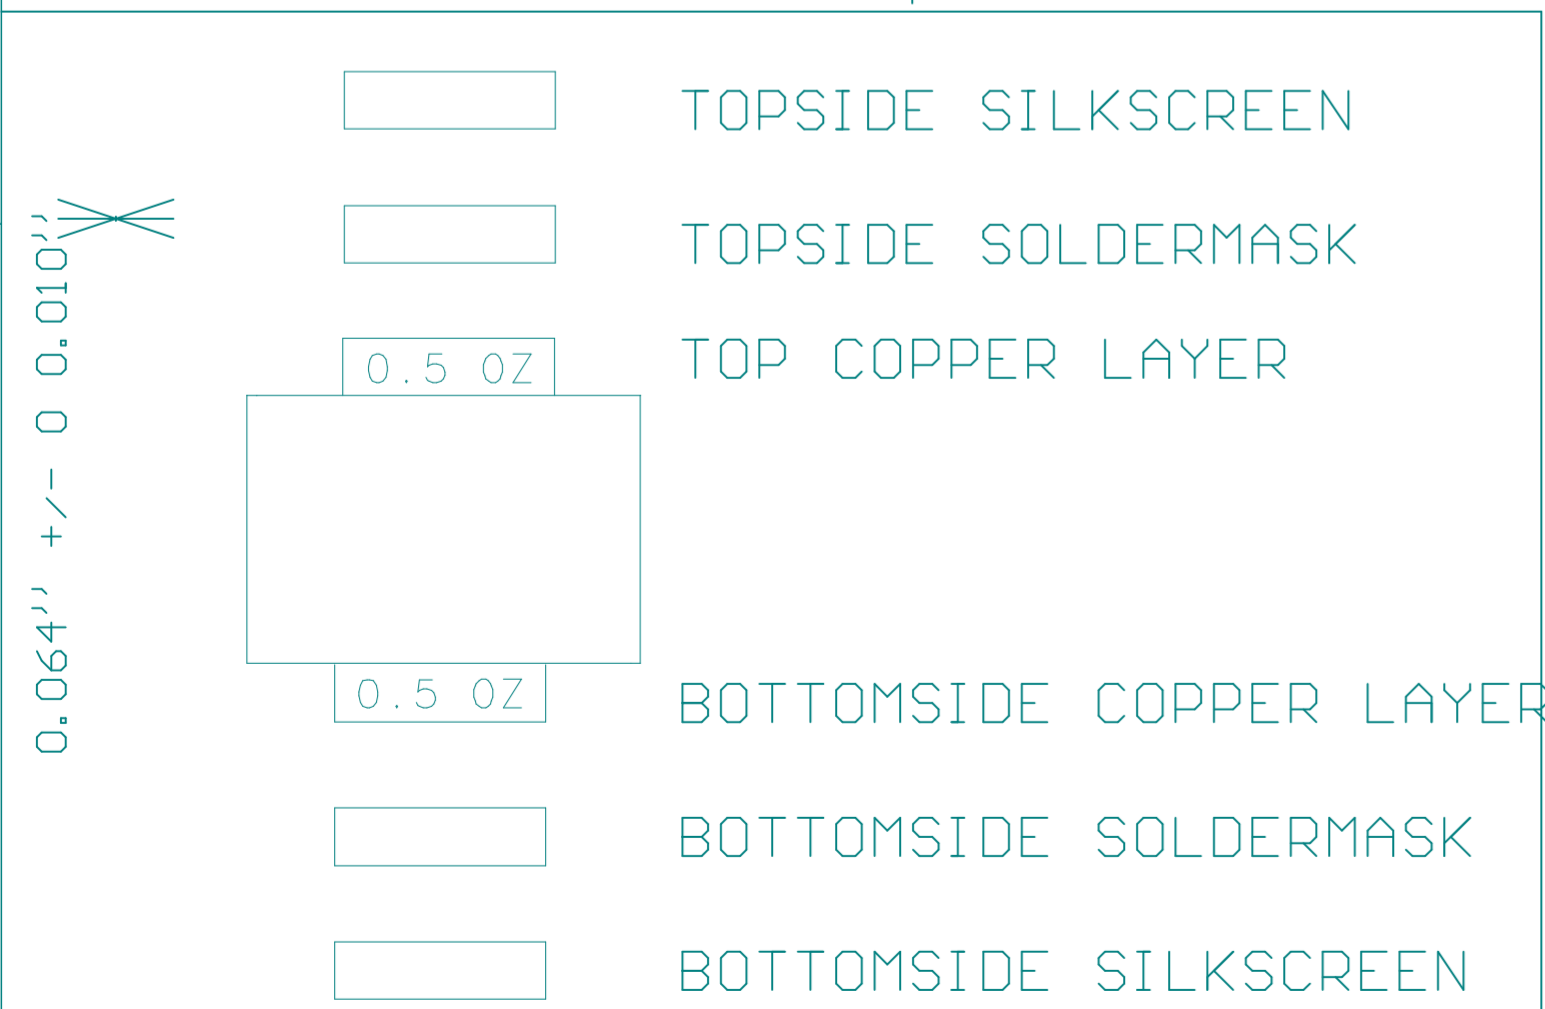 TOPSIDE SILKSCREEN
TOPSIDE SOLDERMASK
0.5 OZ TOP COPPER LAYER
0.064'' +/- 0 0.010''
0.5 OZ BOTTOMSIDE COPPER LAYER
BOTTOMSIDE SOLDERMASK
BOTTOMSIDE SILKSCREEN